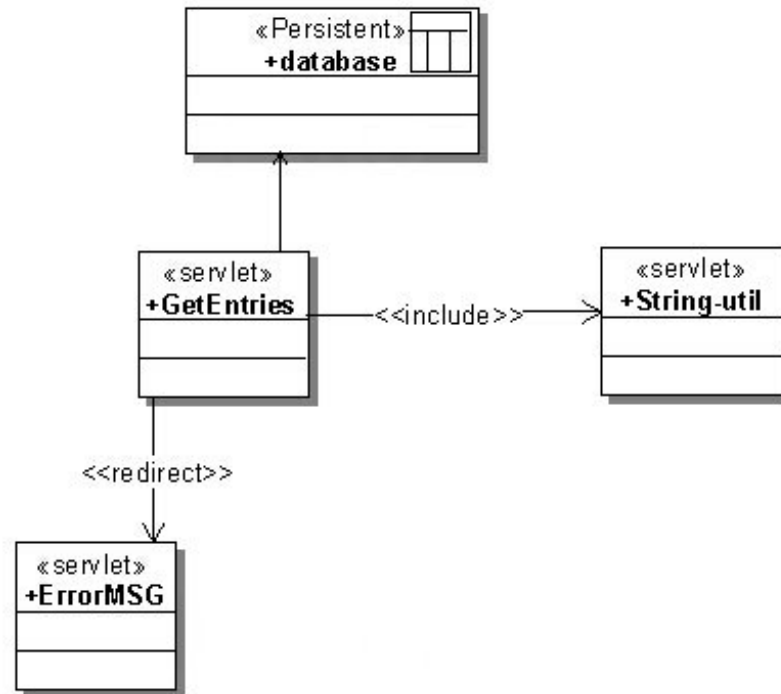 «Persistent»
+database
«servlet»
+GetEntries
<<include>>
«servlet»
+String-util
<<redirect>>
«servlet»
+ErrorMSG